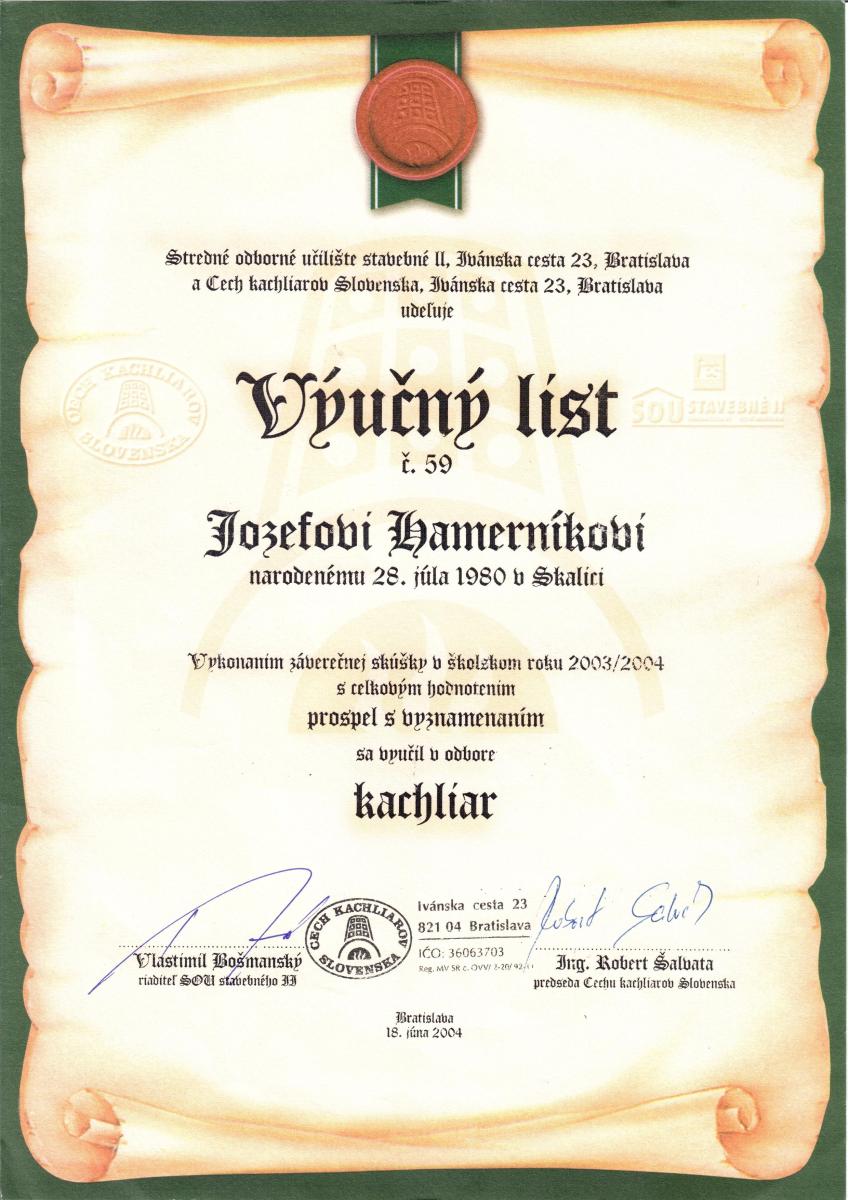 Stredné odborné učilište stavebné II, Ivánska cesta 23, Bratislava
a Cech kachliarov Slovenska, Ivánska cesta 23, Bratislava
udeľuje
CECH KACHLIAROV SLOVENSKA
SOU STAVEBNÉ II
Výučný list
č. 59
Jozefovi Hamerníkovi
narodenému 28. júla 1980 v Skalici
Vykonaním záverečnej skúšky v školskom roku 2003/2004
s celkovým hodnotením
prospel s vyznamenaním
sa vyučil v odbore
kachliar
CECH KACHLIAROV SLOVENSKA
Ivánska cesta 23
821 04 Bratislava
IČO: 36063703
Reg. MV SR č. OVV/
Vlastimil Bošmanský
riaditeľ SOU stavebného II
Ing. Robert Šalvata
predseda Cechu kachliarov Slovenska
Bratislava
18. júna 2004